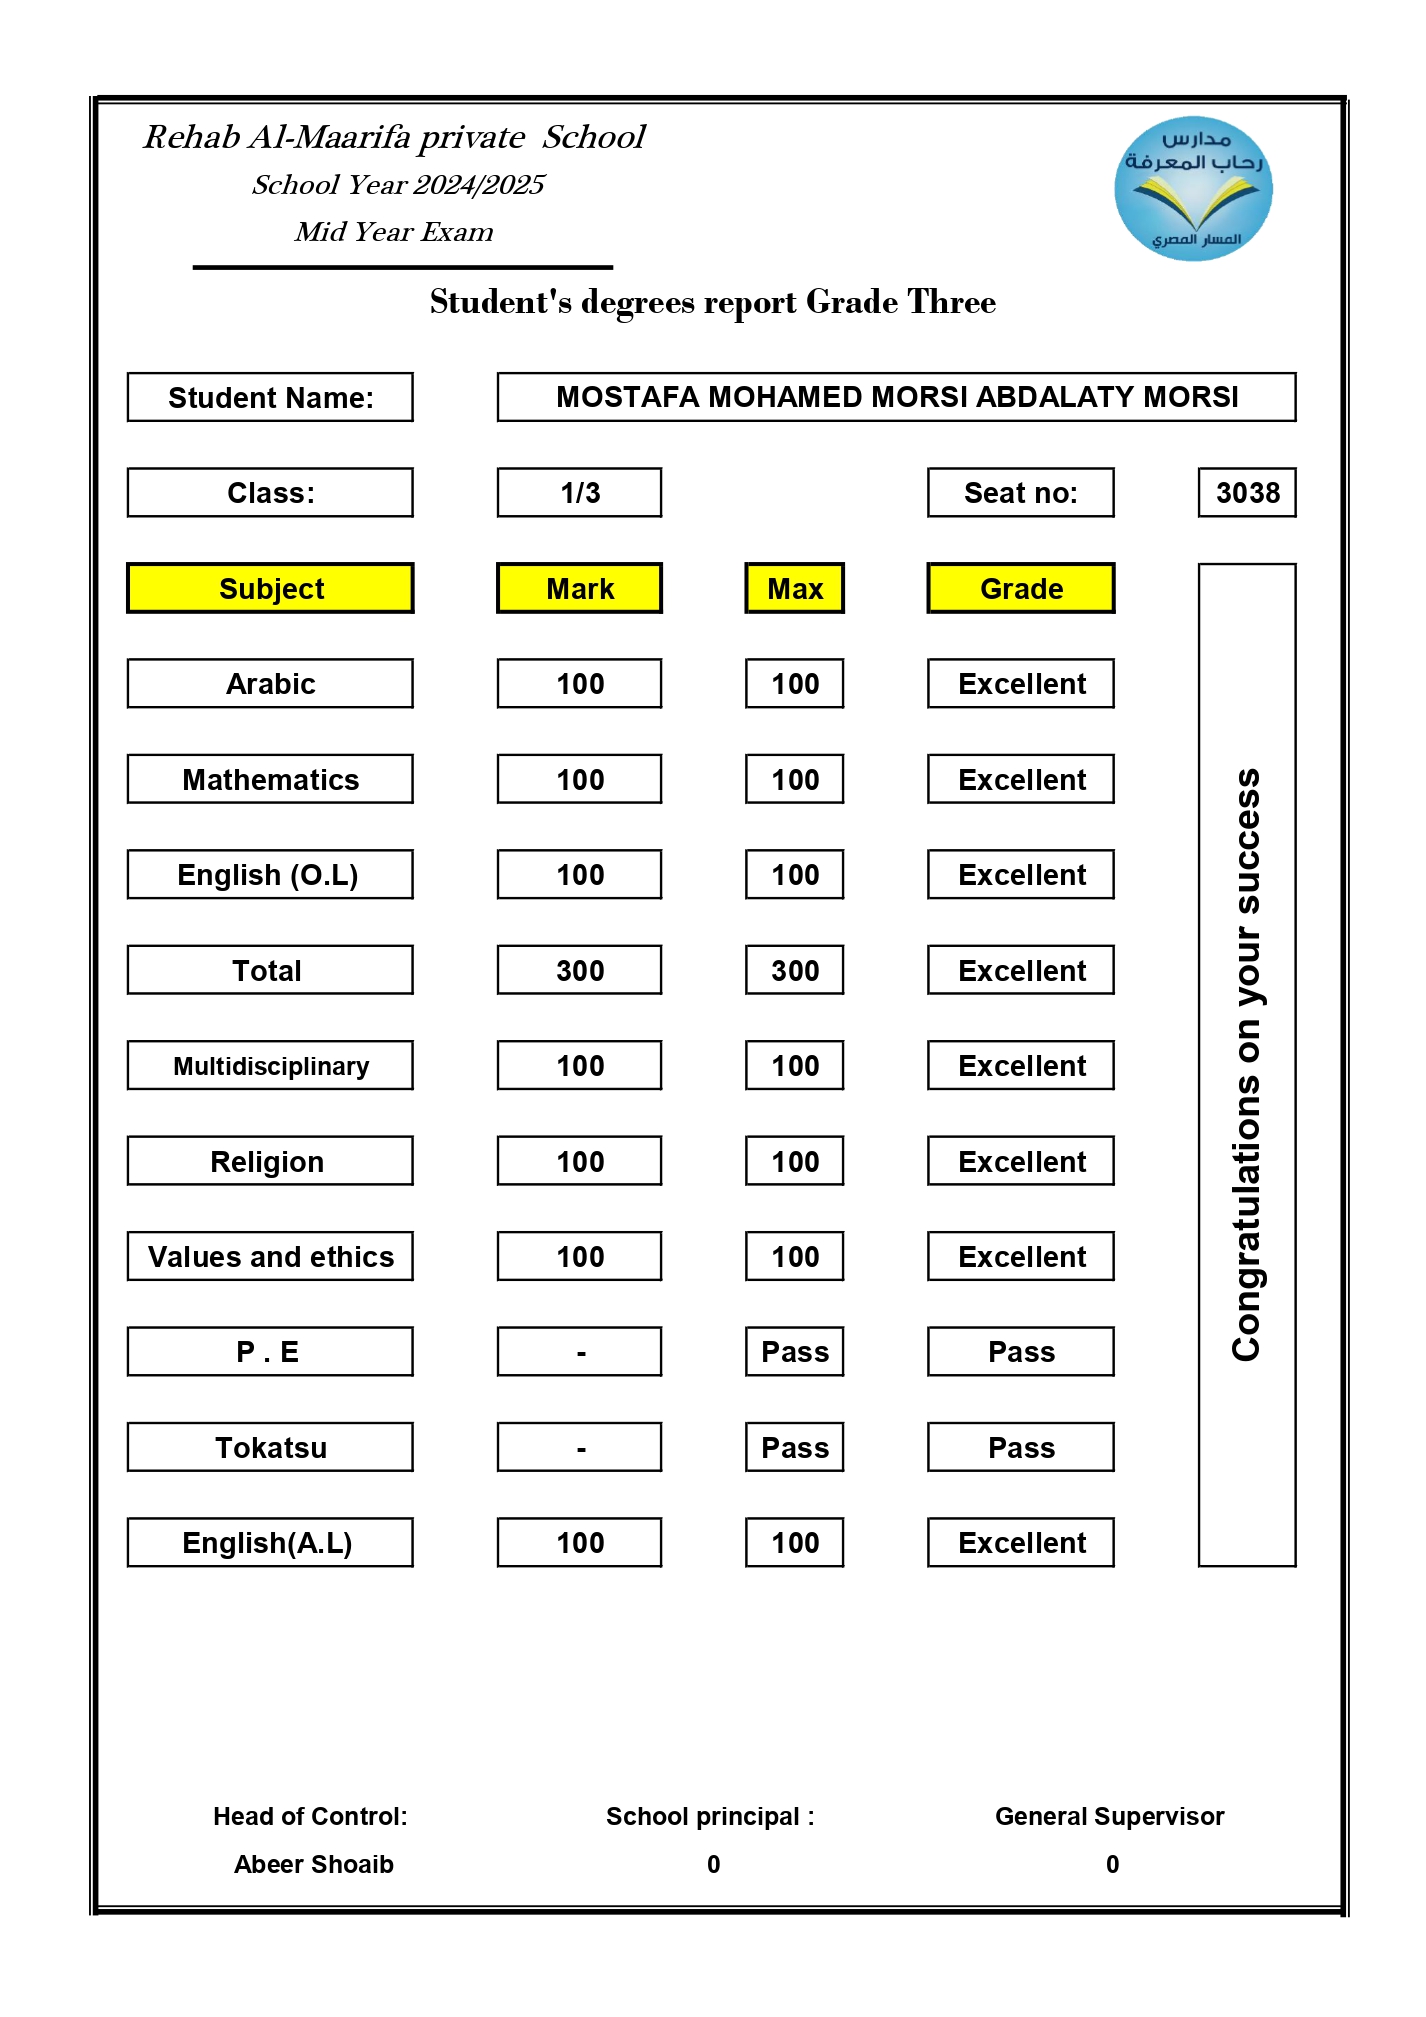 Rehab Al-Maarifa private School
School Year 2024/2025
Mid Year Exam
مدارس
رحاب المعرفة
المسار المصري
Student's degrees report Grade Three
Student Name: MOSTAFA MOHAMED MORSI ABDALATY MORSI
Class: 1/3 Seat no: 3038
Subject Mark Max Grade
Arabic 100 100 Excellent
Mathematics 100 100 Excellent
English (O.L) 100 100 Excellent
Total 300 300 Excellent
Multidisciplinary 100 100 Excellent
Religion 100 100 Excellent
Values and ethics 100 100 Excellent
P . E - Pass Pass
Tokatsu - Pass Pass
English(A.L) 100 100 Excellent
Congratulations on your success
Head of Control: School principal : General Supervisor
Abeer Shoaib 0 0